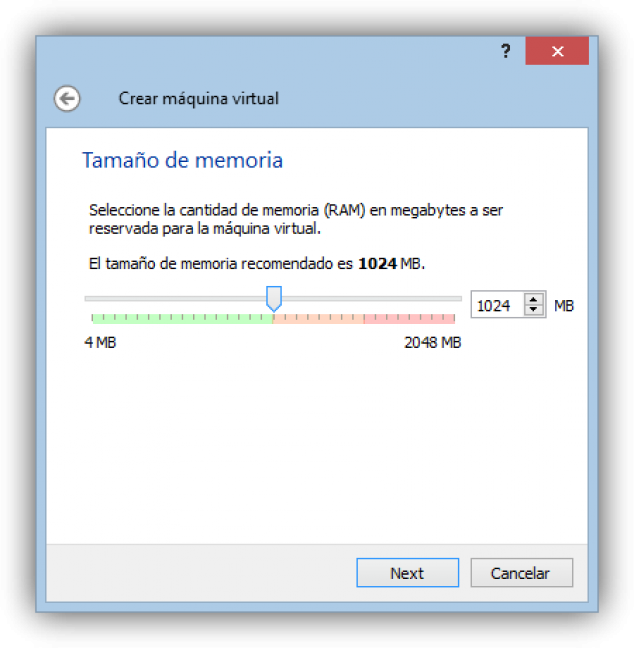 ?
Crear máquina virtual
Tamaño de memoria
Seleccione la cantidad de memoria (RAM) en megabytes a ser
reservada para la máquina virtual.
El tamaño de memoria recomendado es 1024 MB.
1024 MB
4 MB 2048 MB
Next Cancelar